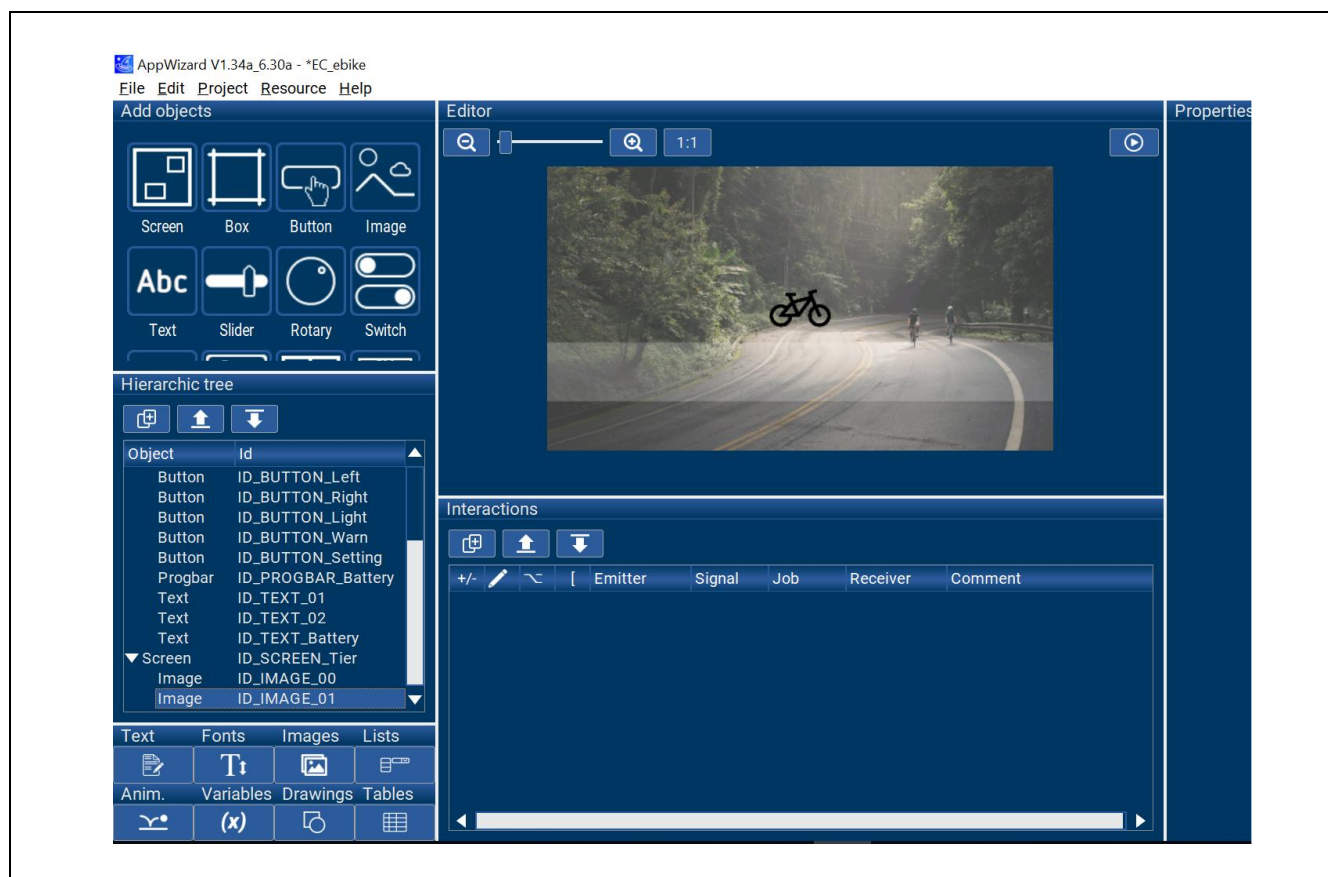 AppWizard V1.34a_6.30a - *EC_ebike
File Edit Project Resource Help
Add objects
Screen Box Button Image
Abc
Text Slider Rotary Switch
Hierarchic tree
Object Id
Button ID_BUTTON_Left
Button ID_BUTTON_Right
Button ID_BUTTON_Light
Button ID_BUTTON_Warn
Button ID_BUTTON_Setting
Progbar ID_PROGBAR_Battery
Text ID_TEXT_01
Text ID_TEXT_02
Text ID_TEXT_Battery
Screen ID_SCREEN_Tier
Image ID_IMAGE_00
Image ID_IMAGE_01
Text Fonts Images Lists
Anim. Variables Drawings Tables
(x)
Editor
1:1
Interactions
+/- [ Emitter Signal Job Receiver Comment
Properties